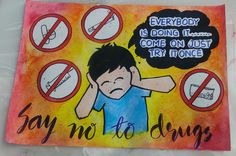 EVERYBODY
IS DOING IT......
COME ON JUST
TRY IT ONCE
Say no to drugs